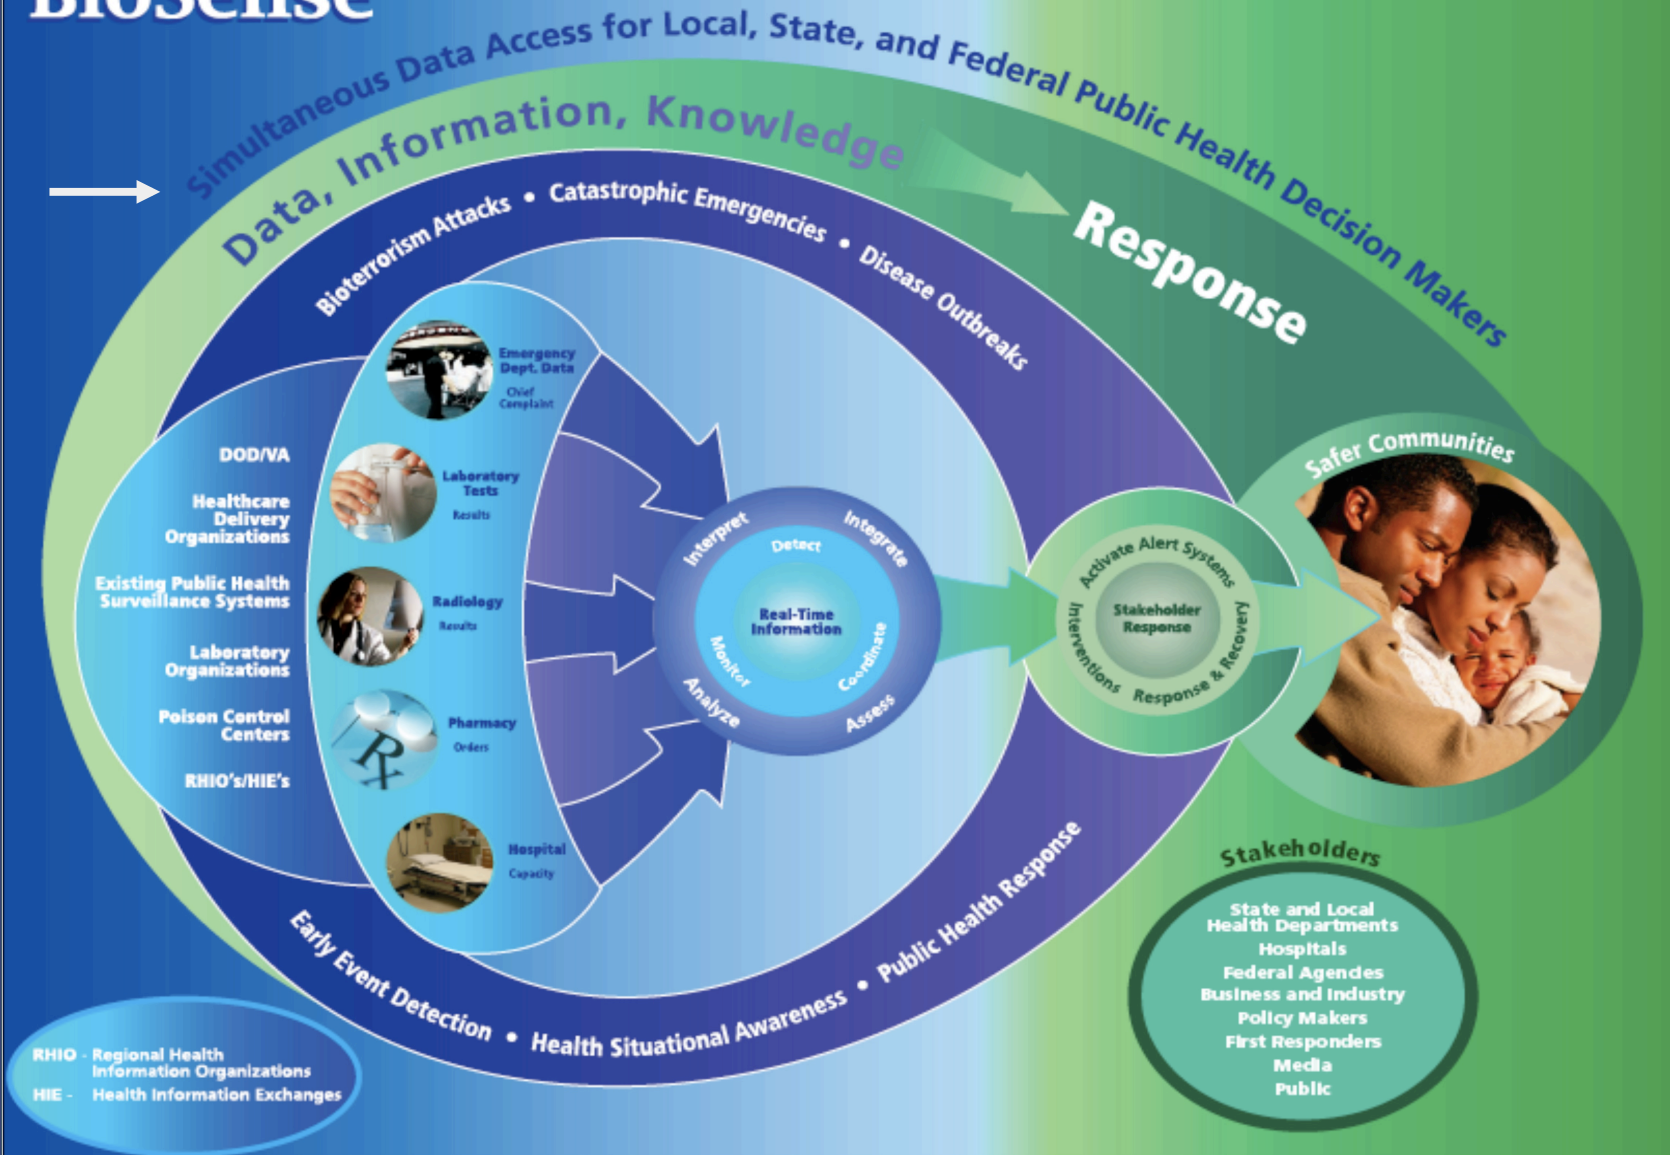 BioSense
Simultaneous Data Access for Local, State, and Federal Public Health Decision Makers
Data, Information, Knowledge
Response
Bioterrorism Attacks • Catastrophic Emergencies • Disease Outbreaks
DOD/VA
Healthcare
Delivery
Organizations
Existing Public Health
Surveillance Systems
Laboratory
Organizations
Poison Control
Centers
RHIO's/HIE's
Emergency
Dept. Data
Chief
Complaint
Laboratory
Tests
Results
Radiology
Results
Pharmacy
Orders
Rx
Hospital
Capacity
Interpret
Integrate
Analyze
Assess
Detect
Monitor
Coordinate
Real-Time
Information
Activate Alert Systems
Interventions
Response & Recovery
Stakeholder
Response
Safer Communities
Early Event Detection • Health Situational Awareness • Public Health Response
RHIO - Regional Health
Information Organizations
HIE - Health Information Exchanges
Stakeholders
State and Local
Health Departments
Hospitals
Federal Agencies
Business and Industry
Policy Makers
First Responders
Media
Public